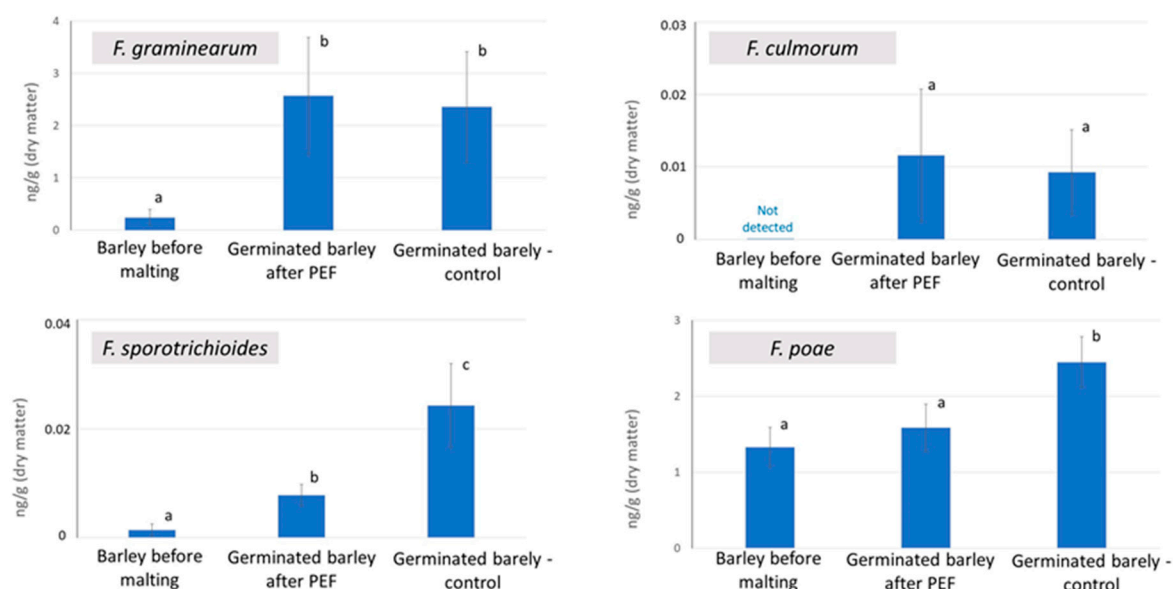 F. graminearum
ng/g (dry matter)
4
3
2
1
0
a
b
b
Barley before
malting
Germinated barley
after PEF
Germinated barely -
control
F. culmorum
ng/g (dry matter)
0.03
0.02
0.01
0
Not
detected
a
a
Barley before
malting
Germinated barley
after PEF
Germinated barely -
control
F. sporotrichioides
ng/g (dry matter)
0.04
0.02
0
a
b
c
Barley before
malting
Germinated barley
after PEF
Germinated barely -
control
F. poae
ng/g (dry matter)
3
2
1
0
a
a
b
Barley before
malting
Germinated barley
after PEF
Germinated barely -
control